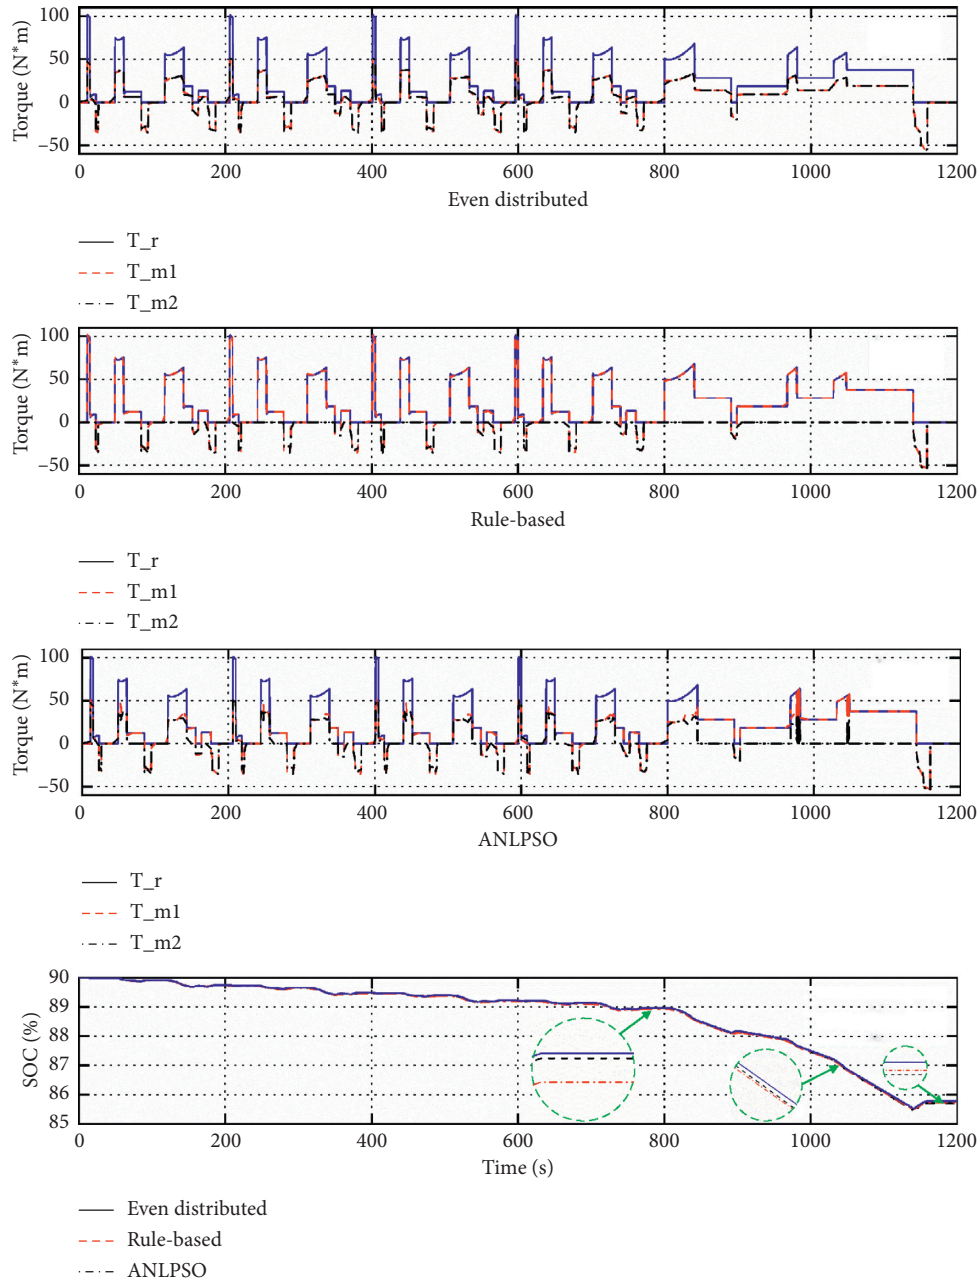 Torque (N*m)
100
50
0
−50
0 200 400 600 800 1000 1200
Even distributed
T_r
T_m1
T_m2
Torque (N*m)
100
50
0
−50
0 200 400 600 800 1000 1200
Rule-based
T_r
T_m1
T_m2
Torque (N*m)
100
50
0
−50
0 200 400 600 800 1000 1200
ANLPSO
T_r
T_m1
T_m2
SOC (%)
90
89
88
87
86
85
0 200 400 600 800 1000 1200
Time (s)
Even distributed
Rule-based
ANLPSO